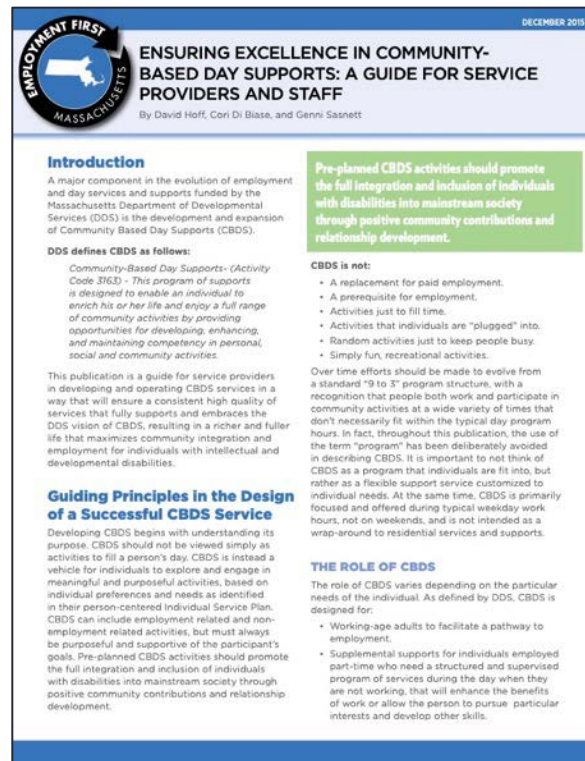 DECEMBER 2015
EMPLOYMENT FIRST
MASSACHUSETTS
ENSURING EXCELLENCE IN COMMUNITY-
BASED DAY SUPPORTS: A GUIDE FOR SERVICE
PROVIDERS AND STAFF
By David Hoff, Cori Di Biase, and Genni Sasnett
Introduction
A major component in the evolution of employment
and day services and supports funded by the
Massachusetts Department of Developmental
Services (DDS) is the development and expansion
of Community Based Day Supports (CBDS).
DDS defines CBDS as follows:
Community-Based Day Supports- (Activity
Code 3163) - This program of supports
is designed to enable an individual to
enrich his or her life and enjoy a full range
of community activities by providing
opportunities for developing, enhancing,
and maintaining competency in personal,
social and community activities.
This publication is a guide for service providers
in developing and operating CBDS services in a
way that will ensure a consistent high quality of
services that fully supports and embraces the
DDS vision of CBDS, resulting in a richer and fuller
life that maximizes community integration and
employment for individuals with intellectual and
developmental disabilities.
Guiding Principles in the Design
of a Successful CBDS Service
Developing CBDS begins with understanding its
purpose. CBDS should not be viewed simply as
activities to fill a person's day. CBDS is instead a
vehicle for individuals to explore and engage in
meaningful and purposeful activities, based on
individual preferences and needs as identified
in their person-centered Individual Service Plan.
CBDS can include employment related and non-
employment related activities, but must always
be purposeful and supportive of the participant's
goals. Pre-planned CBDS activities should promote
the full integration and inclusion of individuals
with disabilities into mainstream society through
positive community contributions and relationship
development.
Pre-planned CBDS activities should promote
the full integration and inclusion of individuals
with disabilities into mainstream society
through positive community contributions and
relationship development.
CBDS is not:
• A replacement for paid employment.
• A prerequisite for employment.
• Activities just to fill time.
• Activities that individuals are "plugged" into.
• Random activities just to keep people busy.
• Simply fun, recreational activities.
Over time efforts should be made to evolve from
a standard "9 to 3" program structure, with a
recognition that people both work and participate in
community activities at a wide variety of times that
don't necessarily fit within the typical day program
hours. In fact, throughout this publication, the use of
the term "program" has been deliberately avoided
in describing CBDS. It is important to not think of
CBDS as a program that individuals are fit into, but
rather as a flexible support service customized to
individual needs. At the same time, CBDS is primarily
focused and offered during typical weekday work
hours, not on weekends, and is not intended as a
wrap-around to residential services and supports.
THE ROLE OF CBDS
The role of CBDS varies depending on the particular
needs of the individual. As defined by DDS, CBDS is
designed for:
• Working-age adults to facilitate a pathway to
employment.
• Supplemental supports for individuals employed
part-time who need a structured and supervised
program of services during the day when they
are not working, that will enhance the benefits
of work or allow the person to pursue particular
interests and develop other skills.